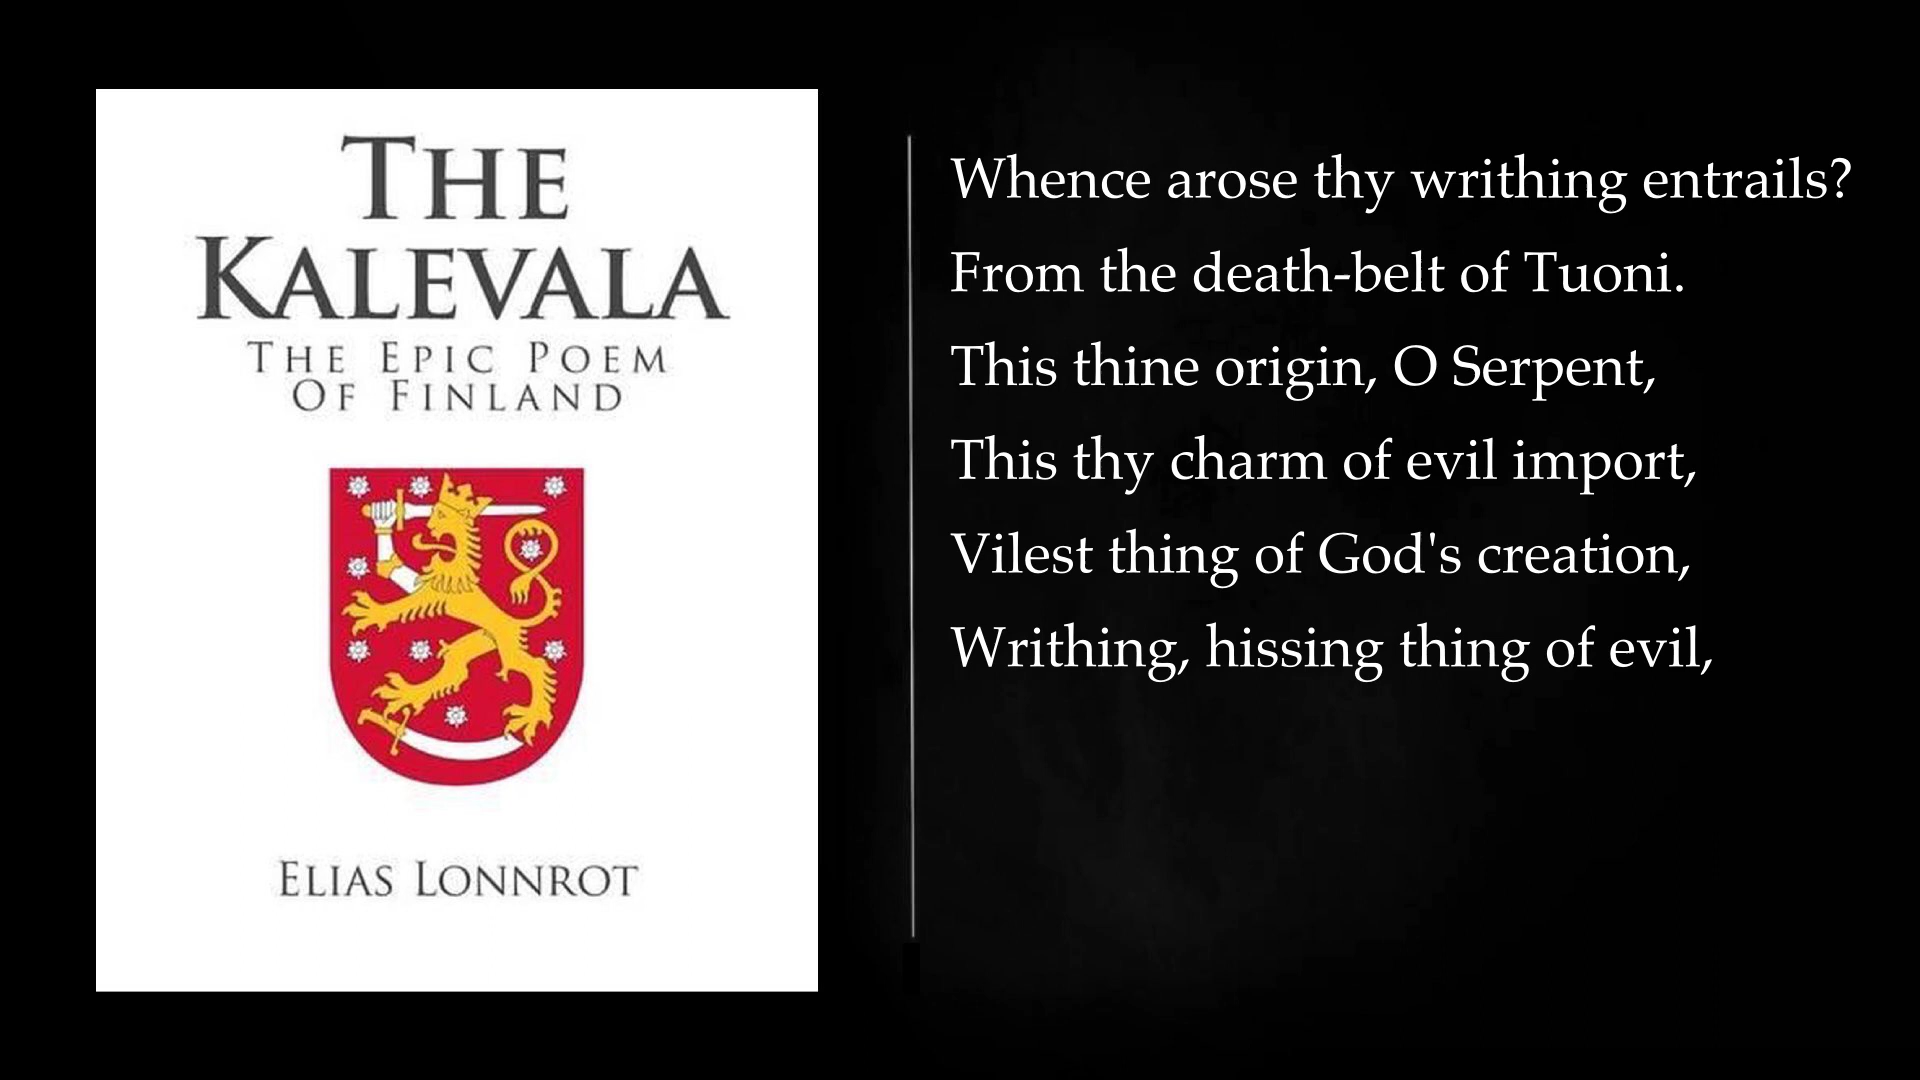 THE
KALEVALA
THE EPIC POEM
OF FINLAND
ELIAS LONNROT
Whence arose thy writhing entrails?
From the death-belt of Tuoni.
This thine origin, O Serpent,
This thy charm of evil import,
Vilest thing of God's creation,
Writhing, hissing thing of evil,